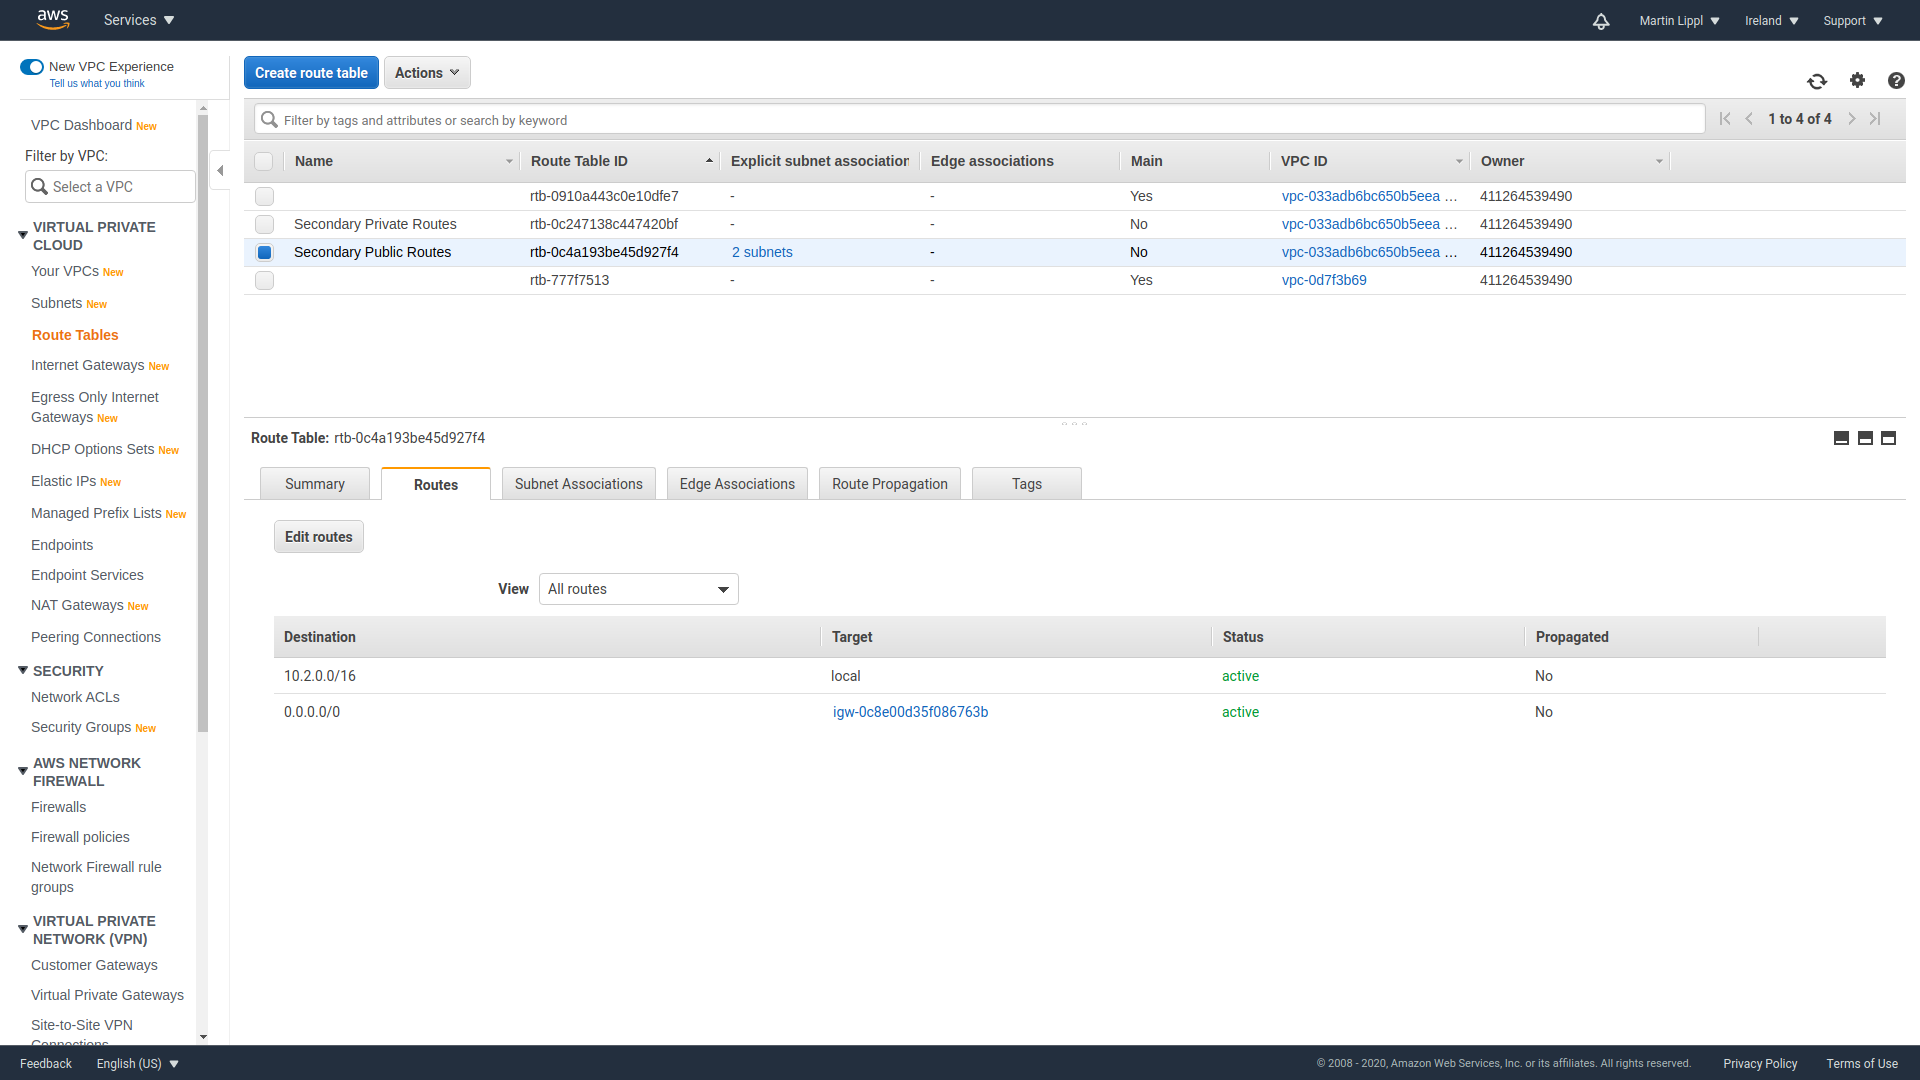 aws
Services
Martin Lippl
Ireland
Support
New VPC Experience
Tell us what you think
VPC Dashboard New
Filter by VPC:
Select a VPC
VIRTUAL PRIVATE
CLOUD
Your VPCs New
Subnets New
Route Tables
Internet Gateways New
Egress Only Internet
Gateways New
DHCP Options Sets New
Elastic IPs New
Managed Prefix Lists New
Endpoints
Endpoint Services
NAT Gateways New
Peering Connections
SECURITY
Network ACLs
Security Groups New
AWS NETWORK
FIREWALL
Firewalls
Firewall policies
Network Firewall rule
groups
VIRTUAL PRIVATE
NETWORK (VPN)
Customer Gateways
Virtual Private Gateways
Site-to-Site VPN
Connections
Create route table
Actions
Filter by tags and attributes or search by keyword
1 to 4 of 4
Name Route Table ID Explicit subnet association Edge associations Main VPC ID Owner
rtb-0910a443c0e10dfe7 - - Yes vpc-033adb6bc650b5eea ... 411264539490
Secondary Private Routes rtb-0c247138c447420bf - - No vpc-033adb6bc650b5eea ... 411264539490
Secondary Public Routes rtb-0c4a193be45d927f4 2 subnets - No vpc-033adb6bc650b5eea ... 411264539490
rtb-777f7513 - - Yes vpc-0d7f3b69 411264539490
Route Table: rtb-0c4a193be45d927f4
Summary
Routes
Subnet Associations
Edge Associations
Route Propagation
Tags
Edit routes
View All routes
Destination Target Status Propagated
10.2.0.0/16 local active No
0.0.0.0/0 igw-0c8e00d35f086763b active No
Feedback
English (US)
© 2008 - 2020, Amazon Web Services, Inc. or its affiliates. All rights reserved.
Privacy Policy
Terms of Use